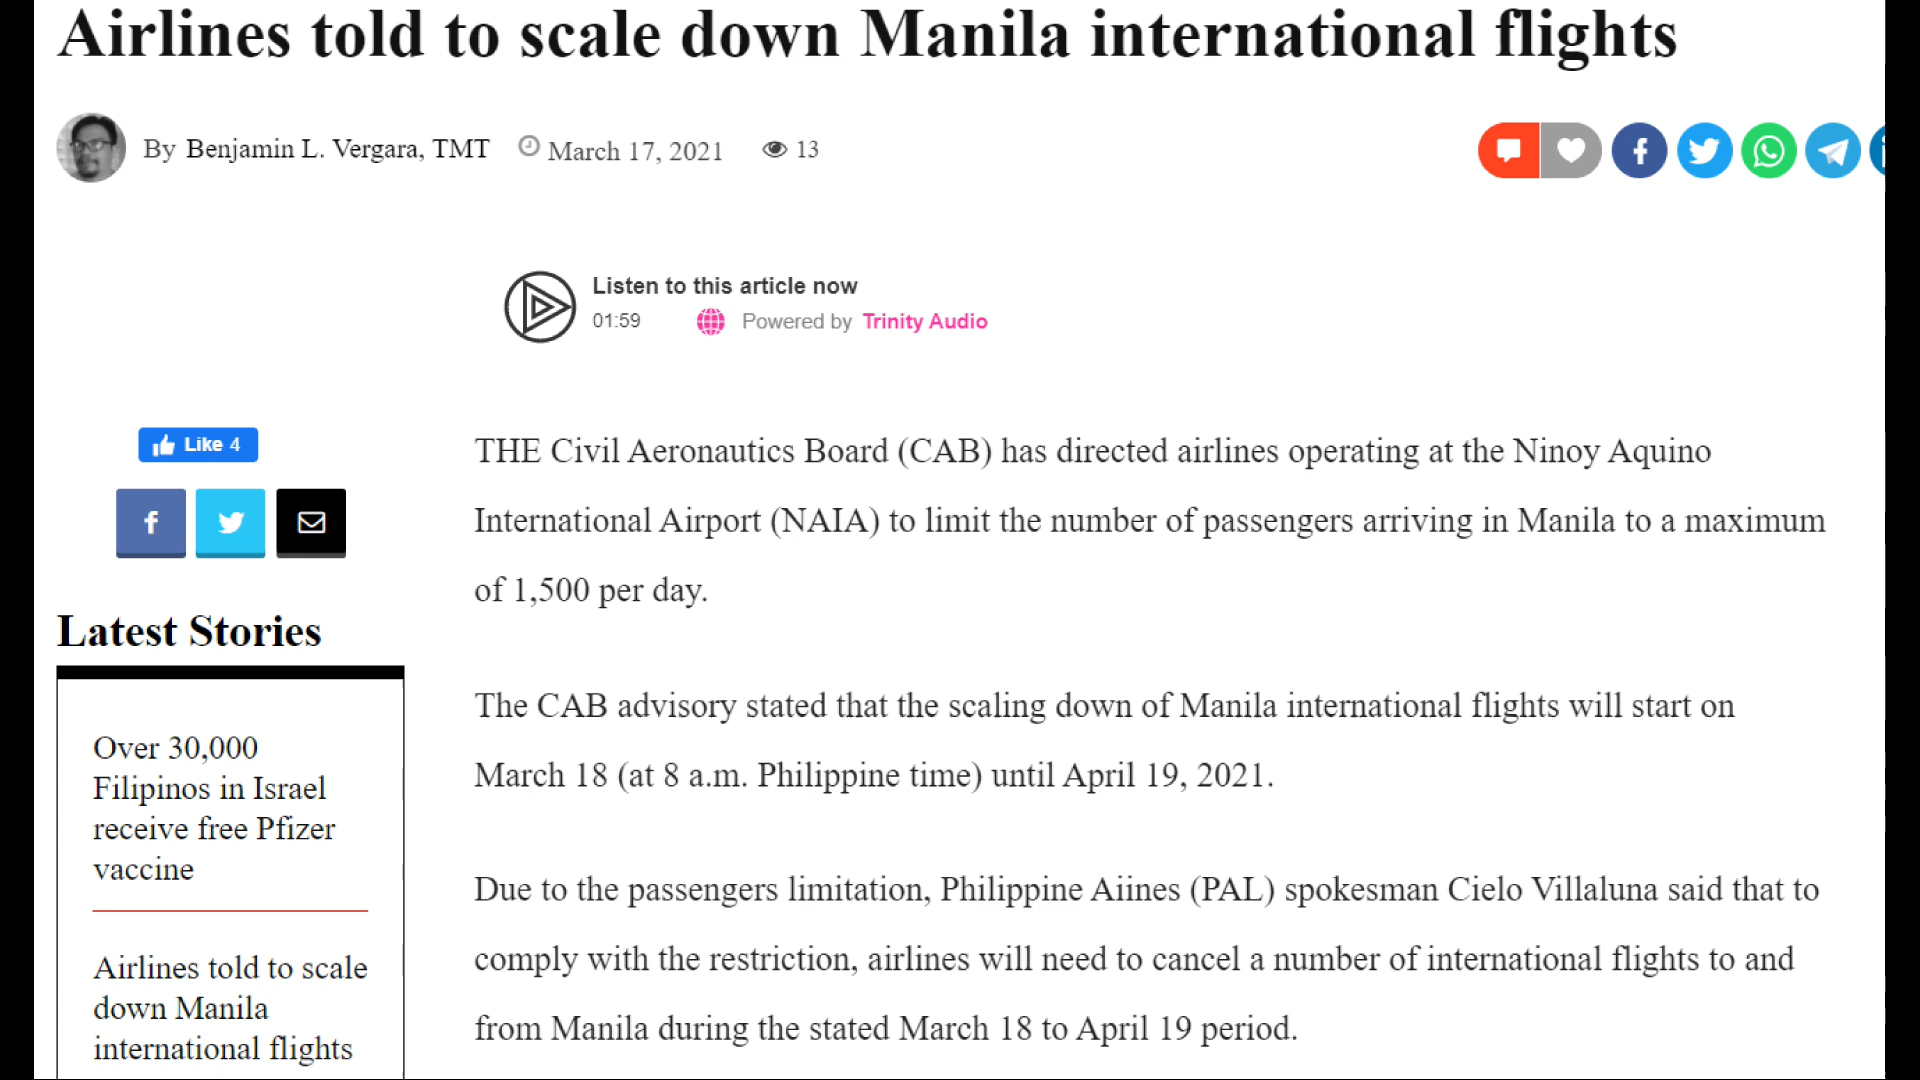 Airlines told to scale down Manila international flights
By Benjamin L. Vergara, TMT March 17, 2021 13
Listen to this article now
01:59 Powered by Trinity Audio
Like 4
THE Civil Aeronautics Board (CAB) has directed airlines operating at the Ninoy Aquino
International Airport (NAIA) to limit the number of passengers arriving in Manila to a maximum
of 1,500 per day.
The CAB advisory stated that the scaling down of Manila international flights will start on
March 18 (at 8 a.m. Philippine time) until April 19, 2021.
Due to the passengers limitation, Philippine Aiines (PAL) spokesman Cielo Villaluna said that to
comply with the restriction, airlines will need to cancel a number of international flights to and
from Manila during the stated March 18 to April 19 period.
Latest Stories
Over 30,000
Filipinos in Israel
receive free Pfizer
vaccine
Airlines told to scale
down Manila
international flights